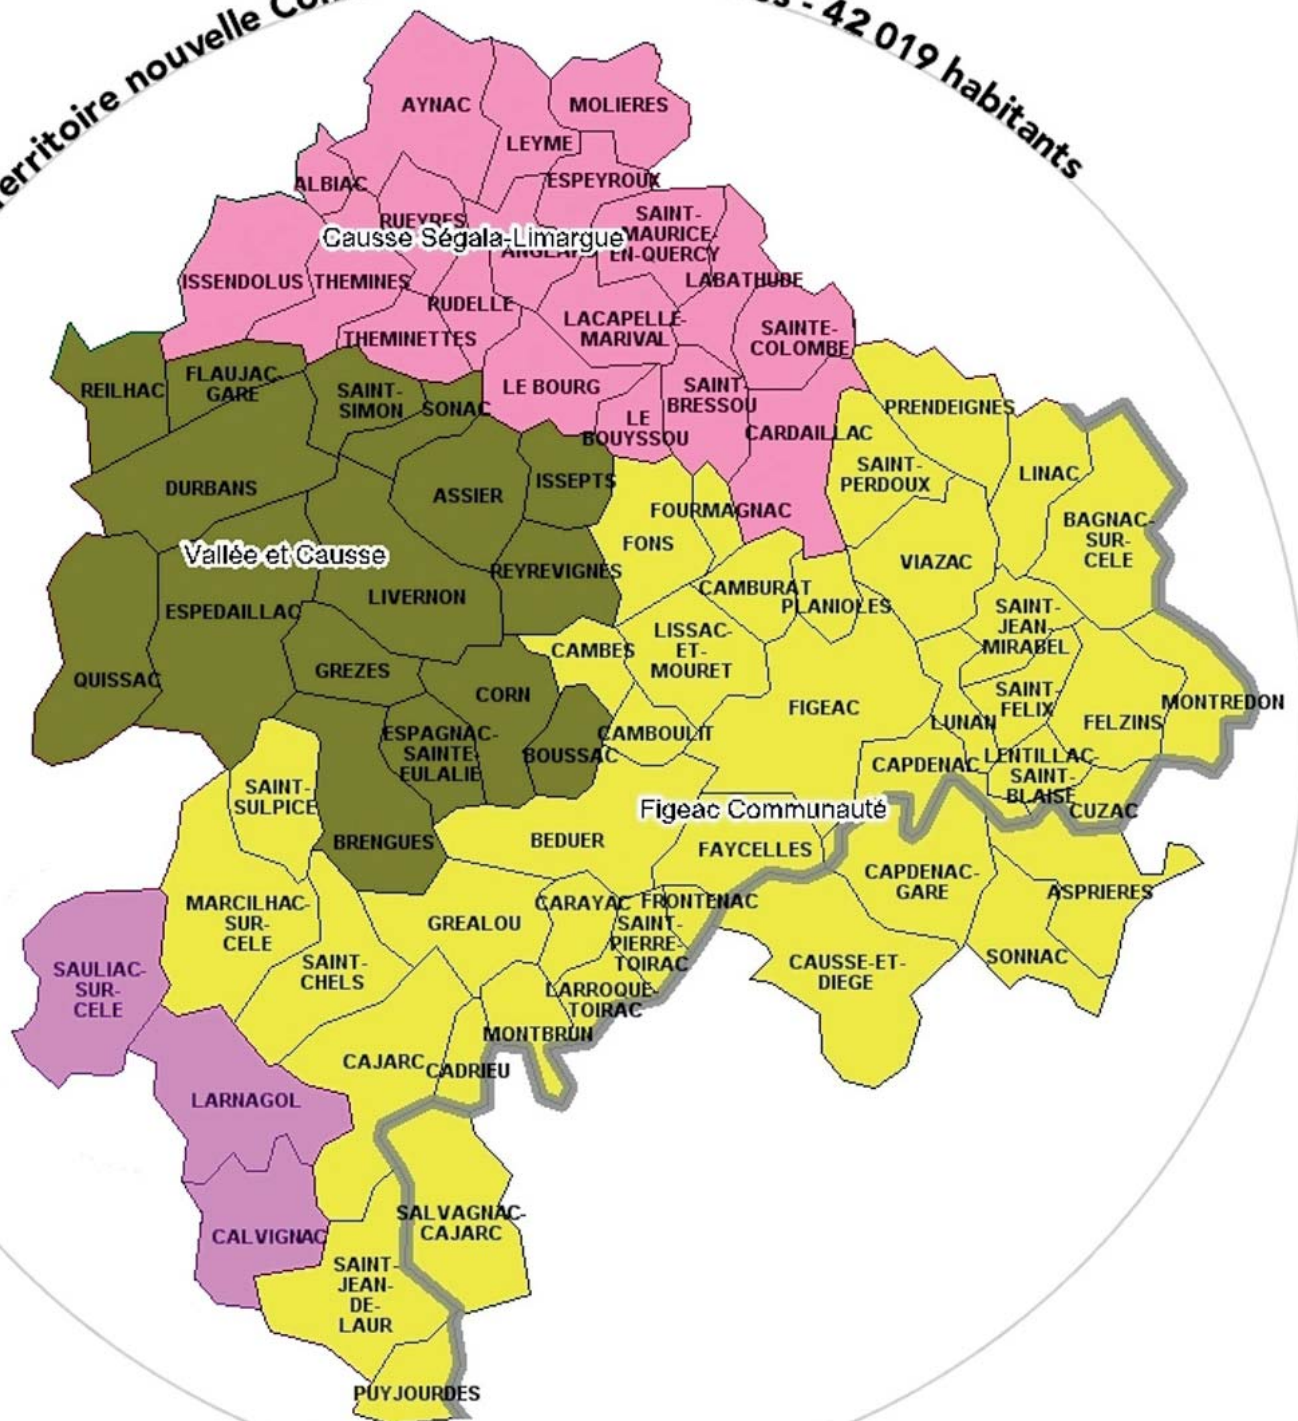 erritoire nouvelle Co
s - 42 019 habitants
AYNAC
MOLIERES
LEYME
ALBIAC
ESPEYROUX
RUEYRES
SAINT-
MAURICE-
EN-QUERCY
Causse Ségala-Limargue
ISSENDOLUS
THEMINES
LABATHUDE
RUDELLE
LACAPELLE-
MARIVAL
SAINTE-
COLOMBE
THEMINETTES
REILHAC
FLAUJAC-
GARE
SAINT-
SIMON
SONAC
LE BOURG
SAINT-
BRESSOU
LE
BOUYSSOU
CARDAILLAC
PRENDEIGNES
SAINT-
PERDOUX
LINAC
DURBANS
ASSIER
ISSEPTS
FOURMAGNAC
BAGNAC-
SUR-
CELE
FONS
Vallée et Causse
VIAZAC
REYREVIGNES
CAMBURAT
PLANIOLES
ESPEDAILLAC
LIVERNON
SAINT-
JEAN-
MIRABEL
LISSAC-
ET-
MOURET
CAMBES
QUISSAC
GREZES
CORN
FIGEAC
SAINT-
FELIX
MONTREDON
LUNAN
FELZINS
ESPAGNAC-
SAINTE-
EULALIE
CAMBOULIT
BOUSSAC
CAPDENAC
LENTILLAC-
SAINT-
BLAISE
SAINT-
SULPICE
Figeac Communauté
CUZAC
BRENGUES
BEDUER
FAYCELLES
CAPDENAC-
GARE
ASPRIERES
MARCILHAC-
SUR-
CELE
GREALOU
CARAYAC
FRONTENAC
SAINT-
PIERRE-
TOIRAC
SAULIAC-
SUR-
CELE
SAINT-
CHELS
CAUSSE-ET-
DIEGE
SONNAC
LARROQUE-
TOIRAC
MONTBRUN
CAJARC
CADRIEU
LARNAGOL
SALVAGNAC-
CAJARC
CALVIGNAC
SAINT-
JEAN-
DE-
LAUR
PUYJOURDES